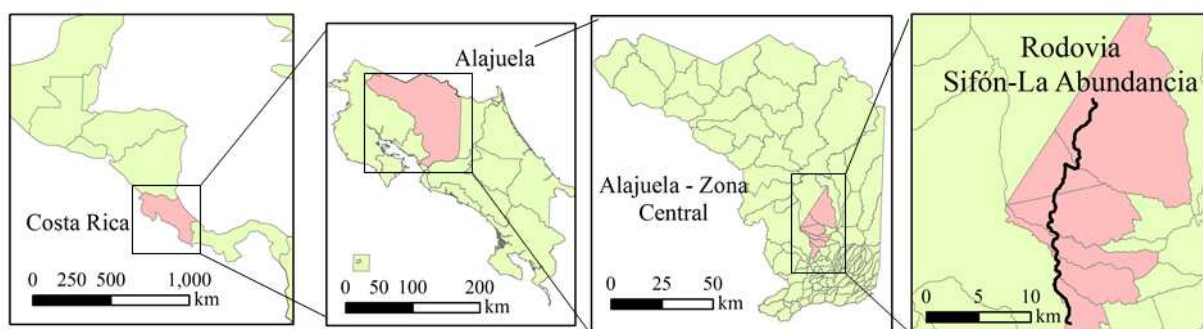 Costa Rica
0 250 500 1,000
km
Alajuela
0 50 100 200
km
Alajuela - Zona
Central
0 25 50
km
Rodovia
Sifón-La Abundancia
0 5 10
km